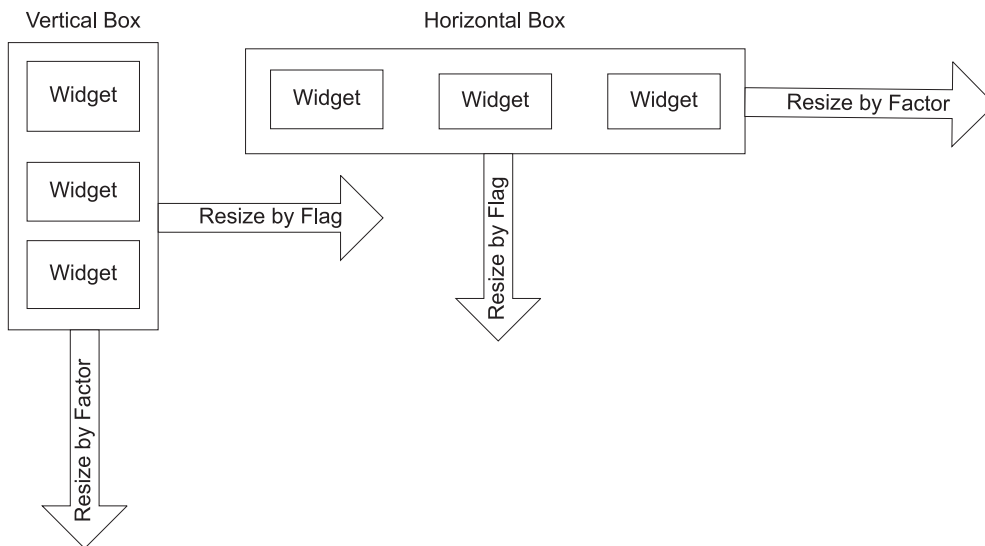 Vertical Box
Horizontal Box
Widget
Widget
Widget
Resize by Flag
Resize by Factor
Widget
Widget
Widget
Resize by Factor
Resize by Flag